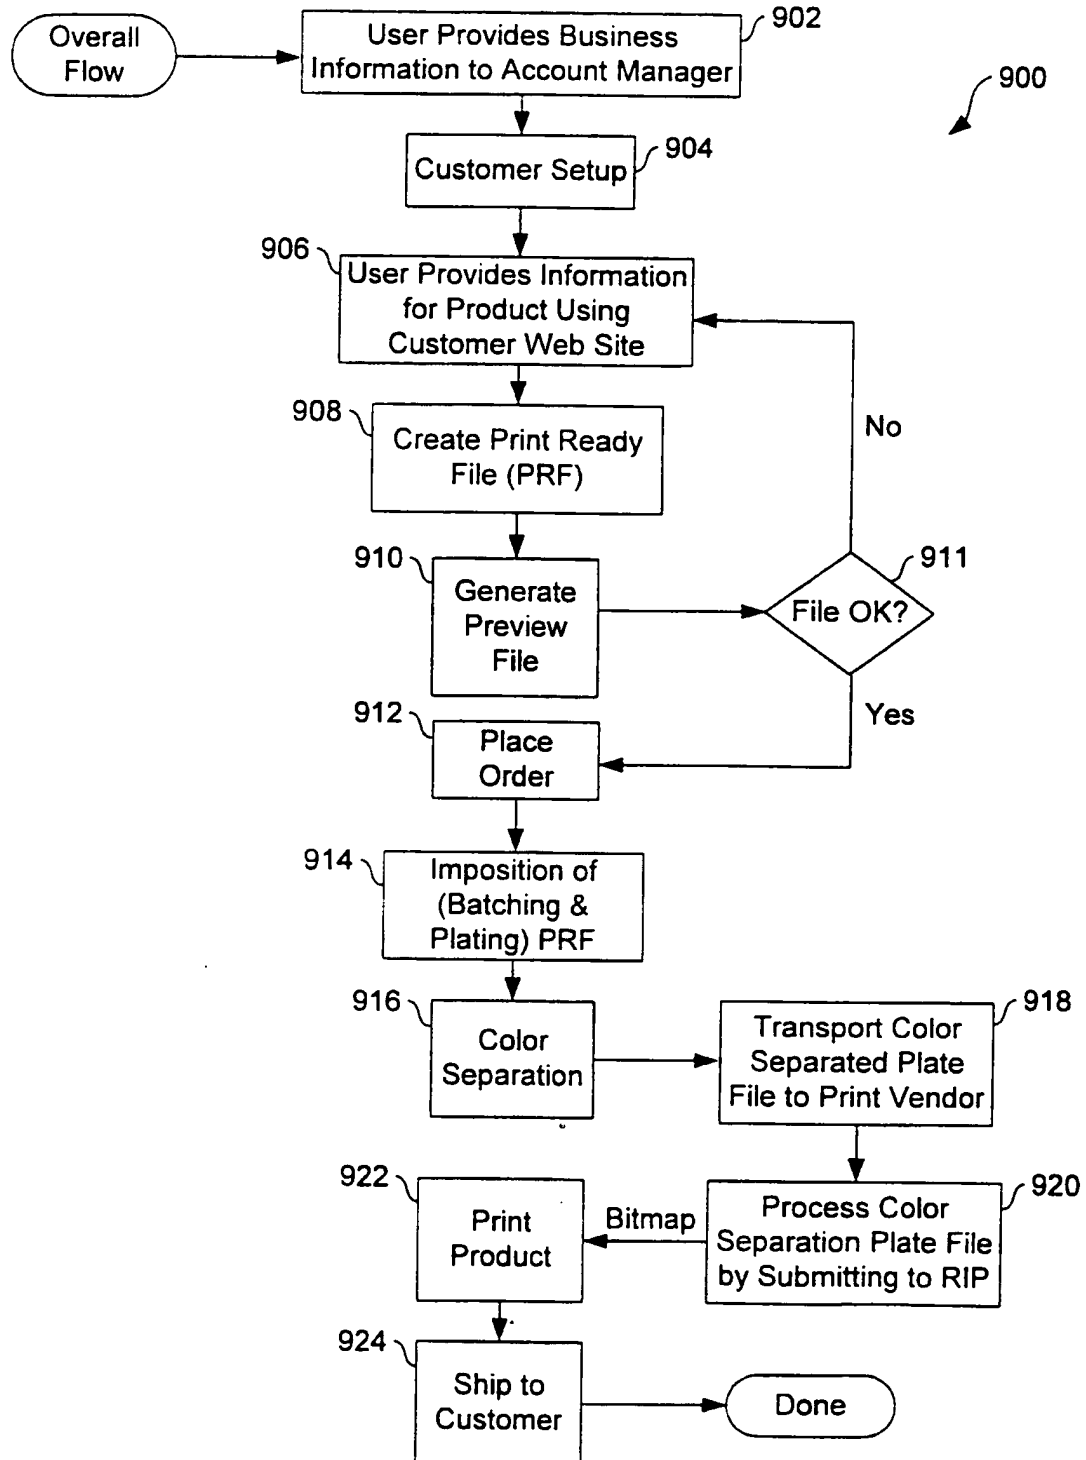 Overall
Flow
902
User Provides Business
Information to Account Manager
900
904
Customer Setup
906
User Provides Information
for Product Using
Customer Web Site
908
Create Print Ready
File (PRF)
No
910
Generate
Preview
File
911
File OK?
Yes
912
Place
Order
914
Imposition of
(Batching &
Plating) PRF
916
Color
Separation
918
Transport Color
Separated Plate
File to Print Vendor
920
Process Color
Separation Plate File
by Submitting to RIP
Bitmap
922
Print
Product
924
Ship to
Customer
Done